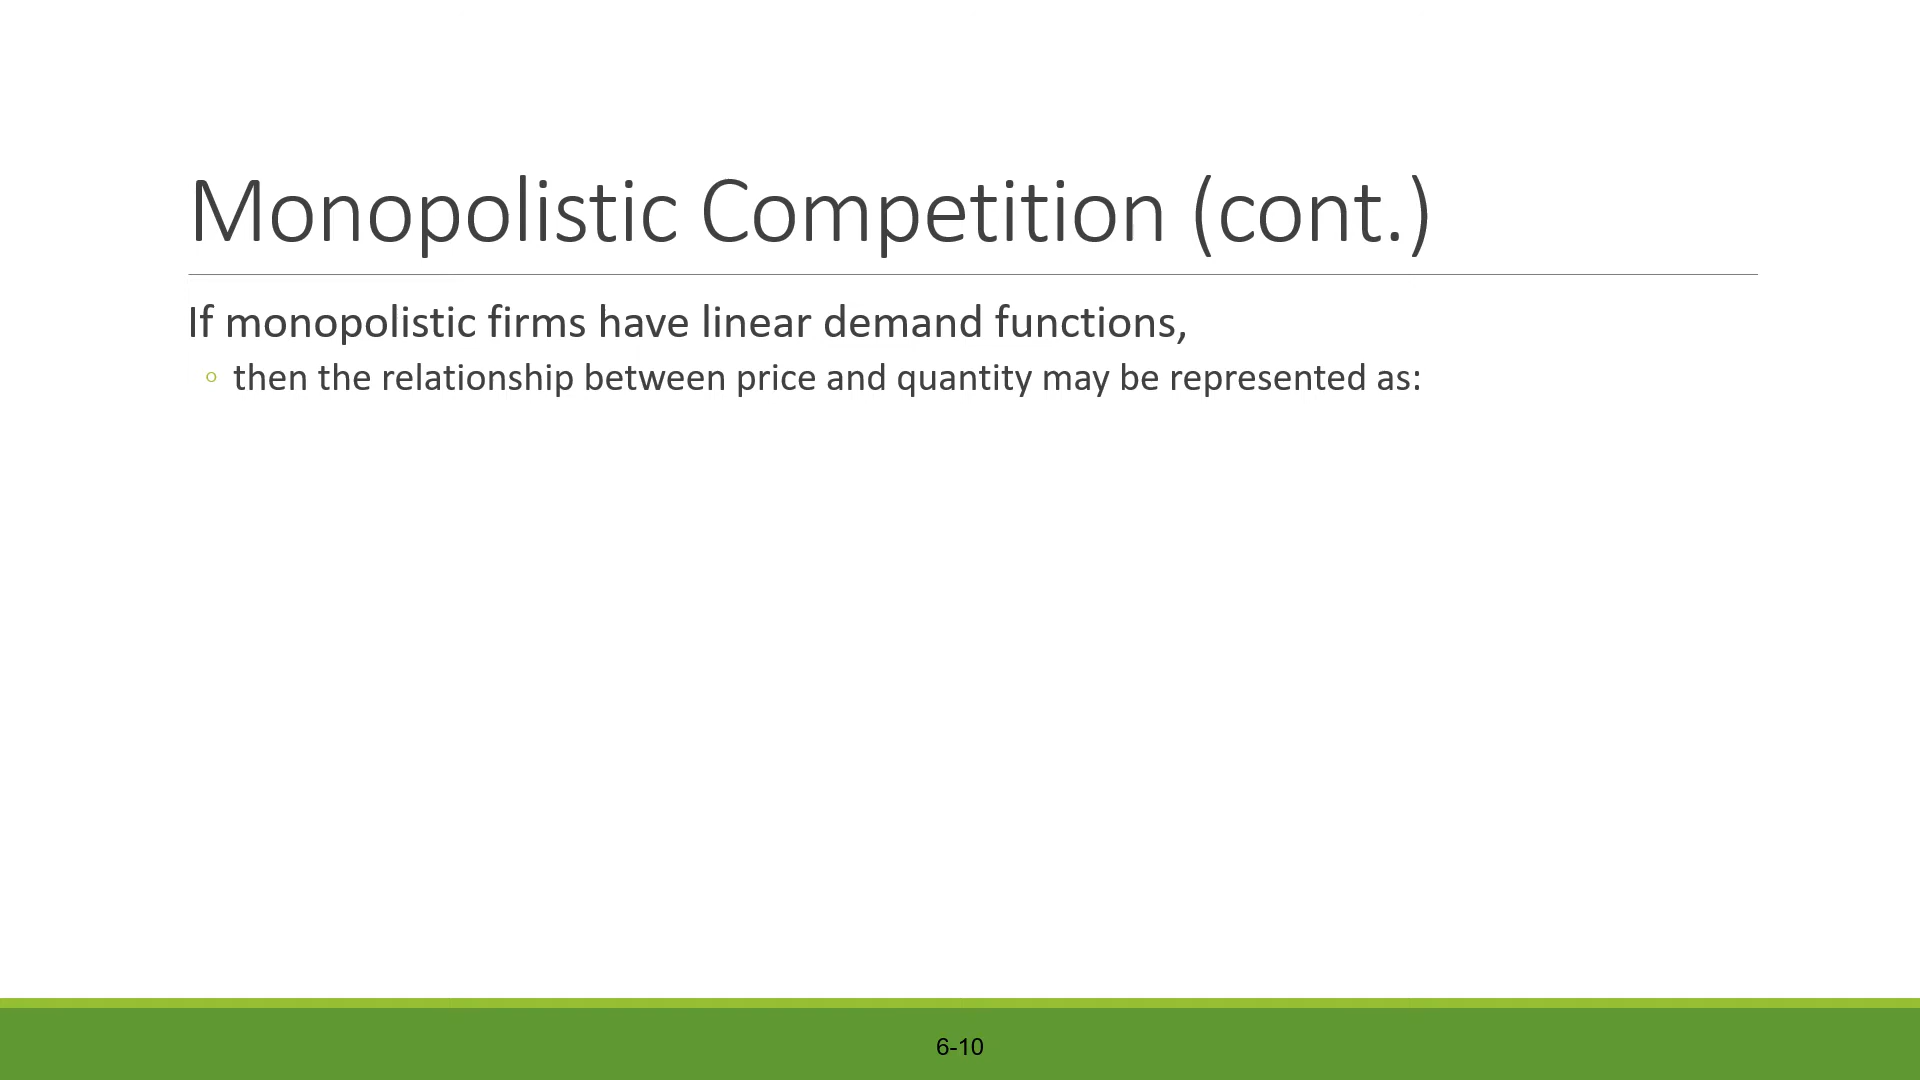 Monopolistic Competition (cont.)
If monopolistic firms have linear demand functions,
◦ then the relationship between price and quantity may be represented as:
6-10